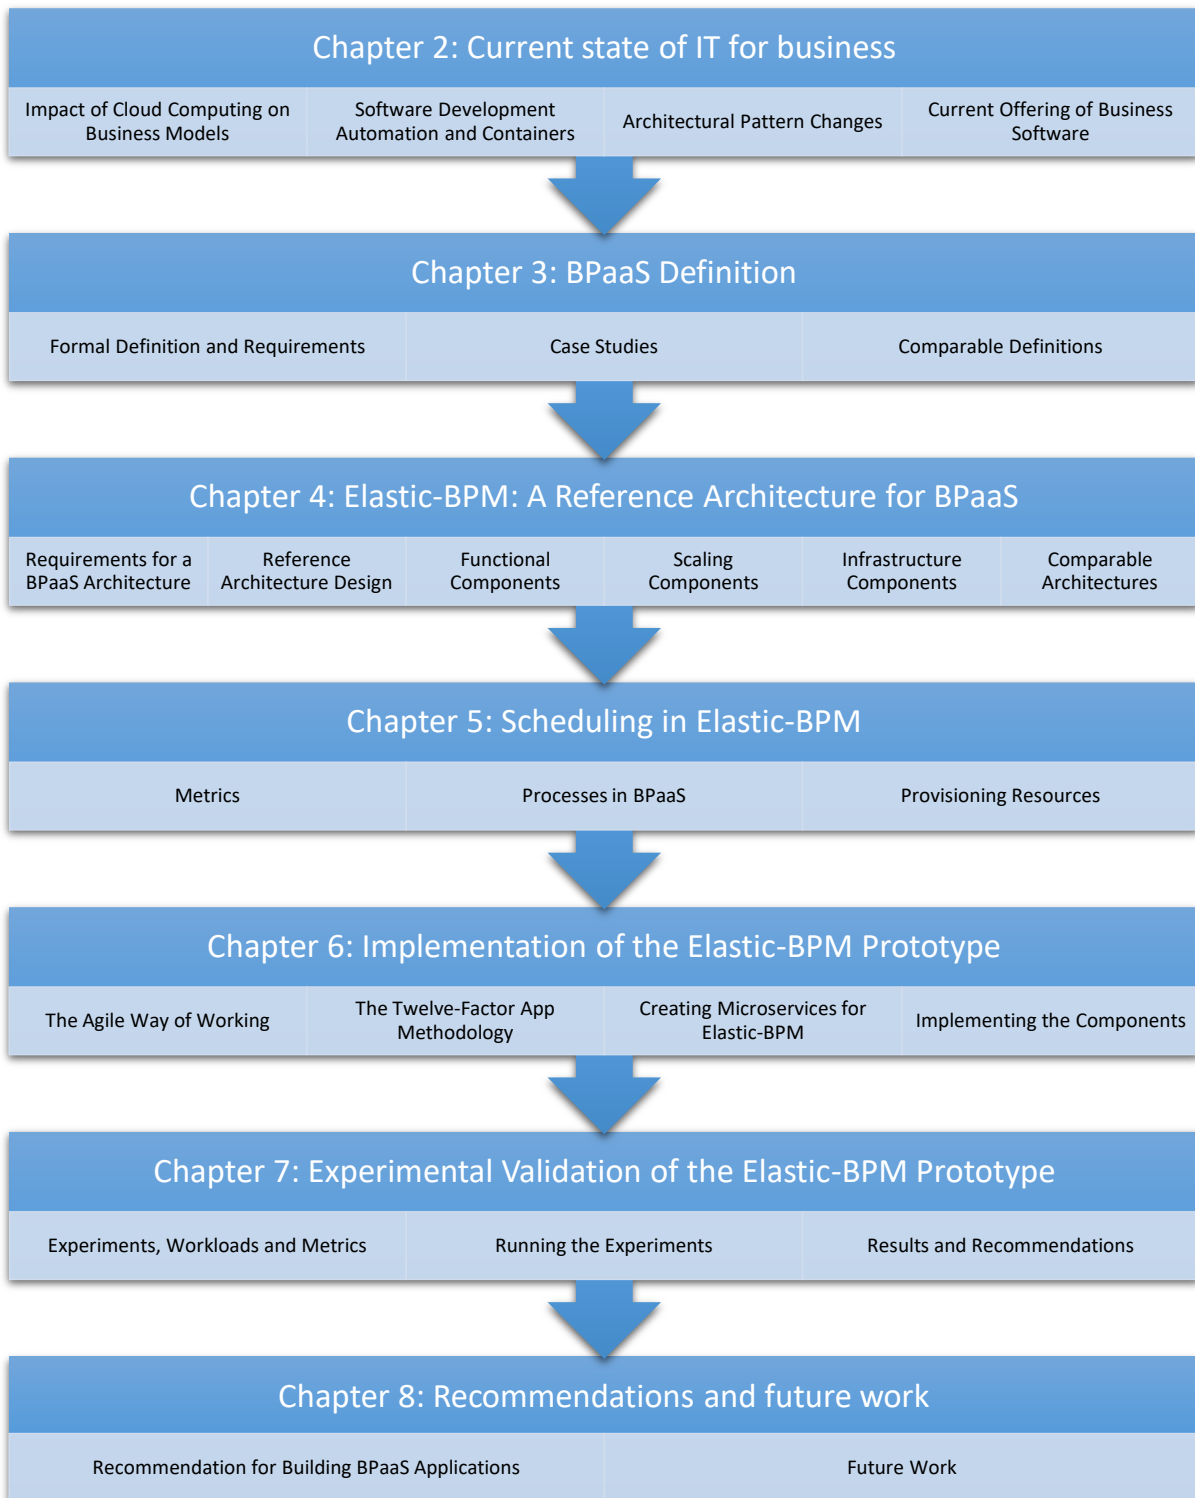 Chapter 2: Current state of IT for business
Impact of Cloud Computing on
Business Models
Software Development
Automation and Containers
Architectural Pattern Changes
Current Offering of Business
Software
Chapter 3: BPaaS Definition
Formal Definition and Requirements
Case Studies
Comparable Definitions
Chapter 4: Elastic-BPM: A Reference Architecture for BPaaS
Requirements for a
BPaaS Architecture
Reference
Architecture Design
Functional
Components
Scaling
Components
Infrastructure
Components
Comparable
Architectures
Chapter 5: Scheduling in Elastic-BPM
Metrics
Processes in BPaaS
Provisioning Resources
Chapter 6: Implementation of the Elastic-BPM Prototype
The Agile Way of Working
The Twelve-Factor App
Methodology
Creating Microservices for
Elastic-BPM
Implementing the Components
Chapter 7: Experimental Validation of the Elastic-BPM Prototype
Experiments, Workloads and Metrics
Running the Experiments
Results and Recommendations
Chapter 8: Recommendations and future work
Recommendation for Building BPaaS Applications
Future Work